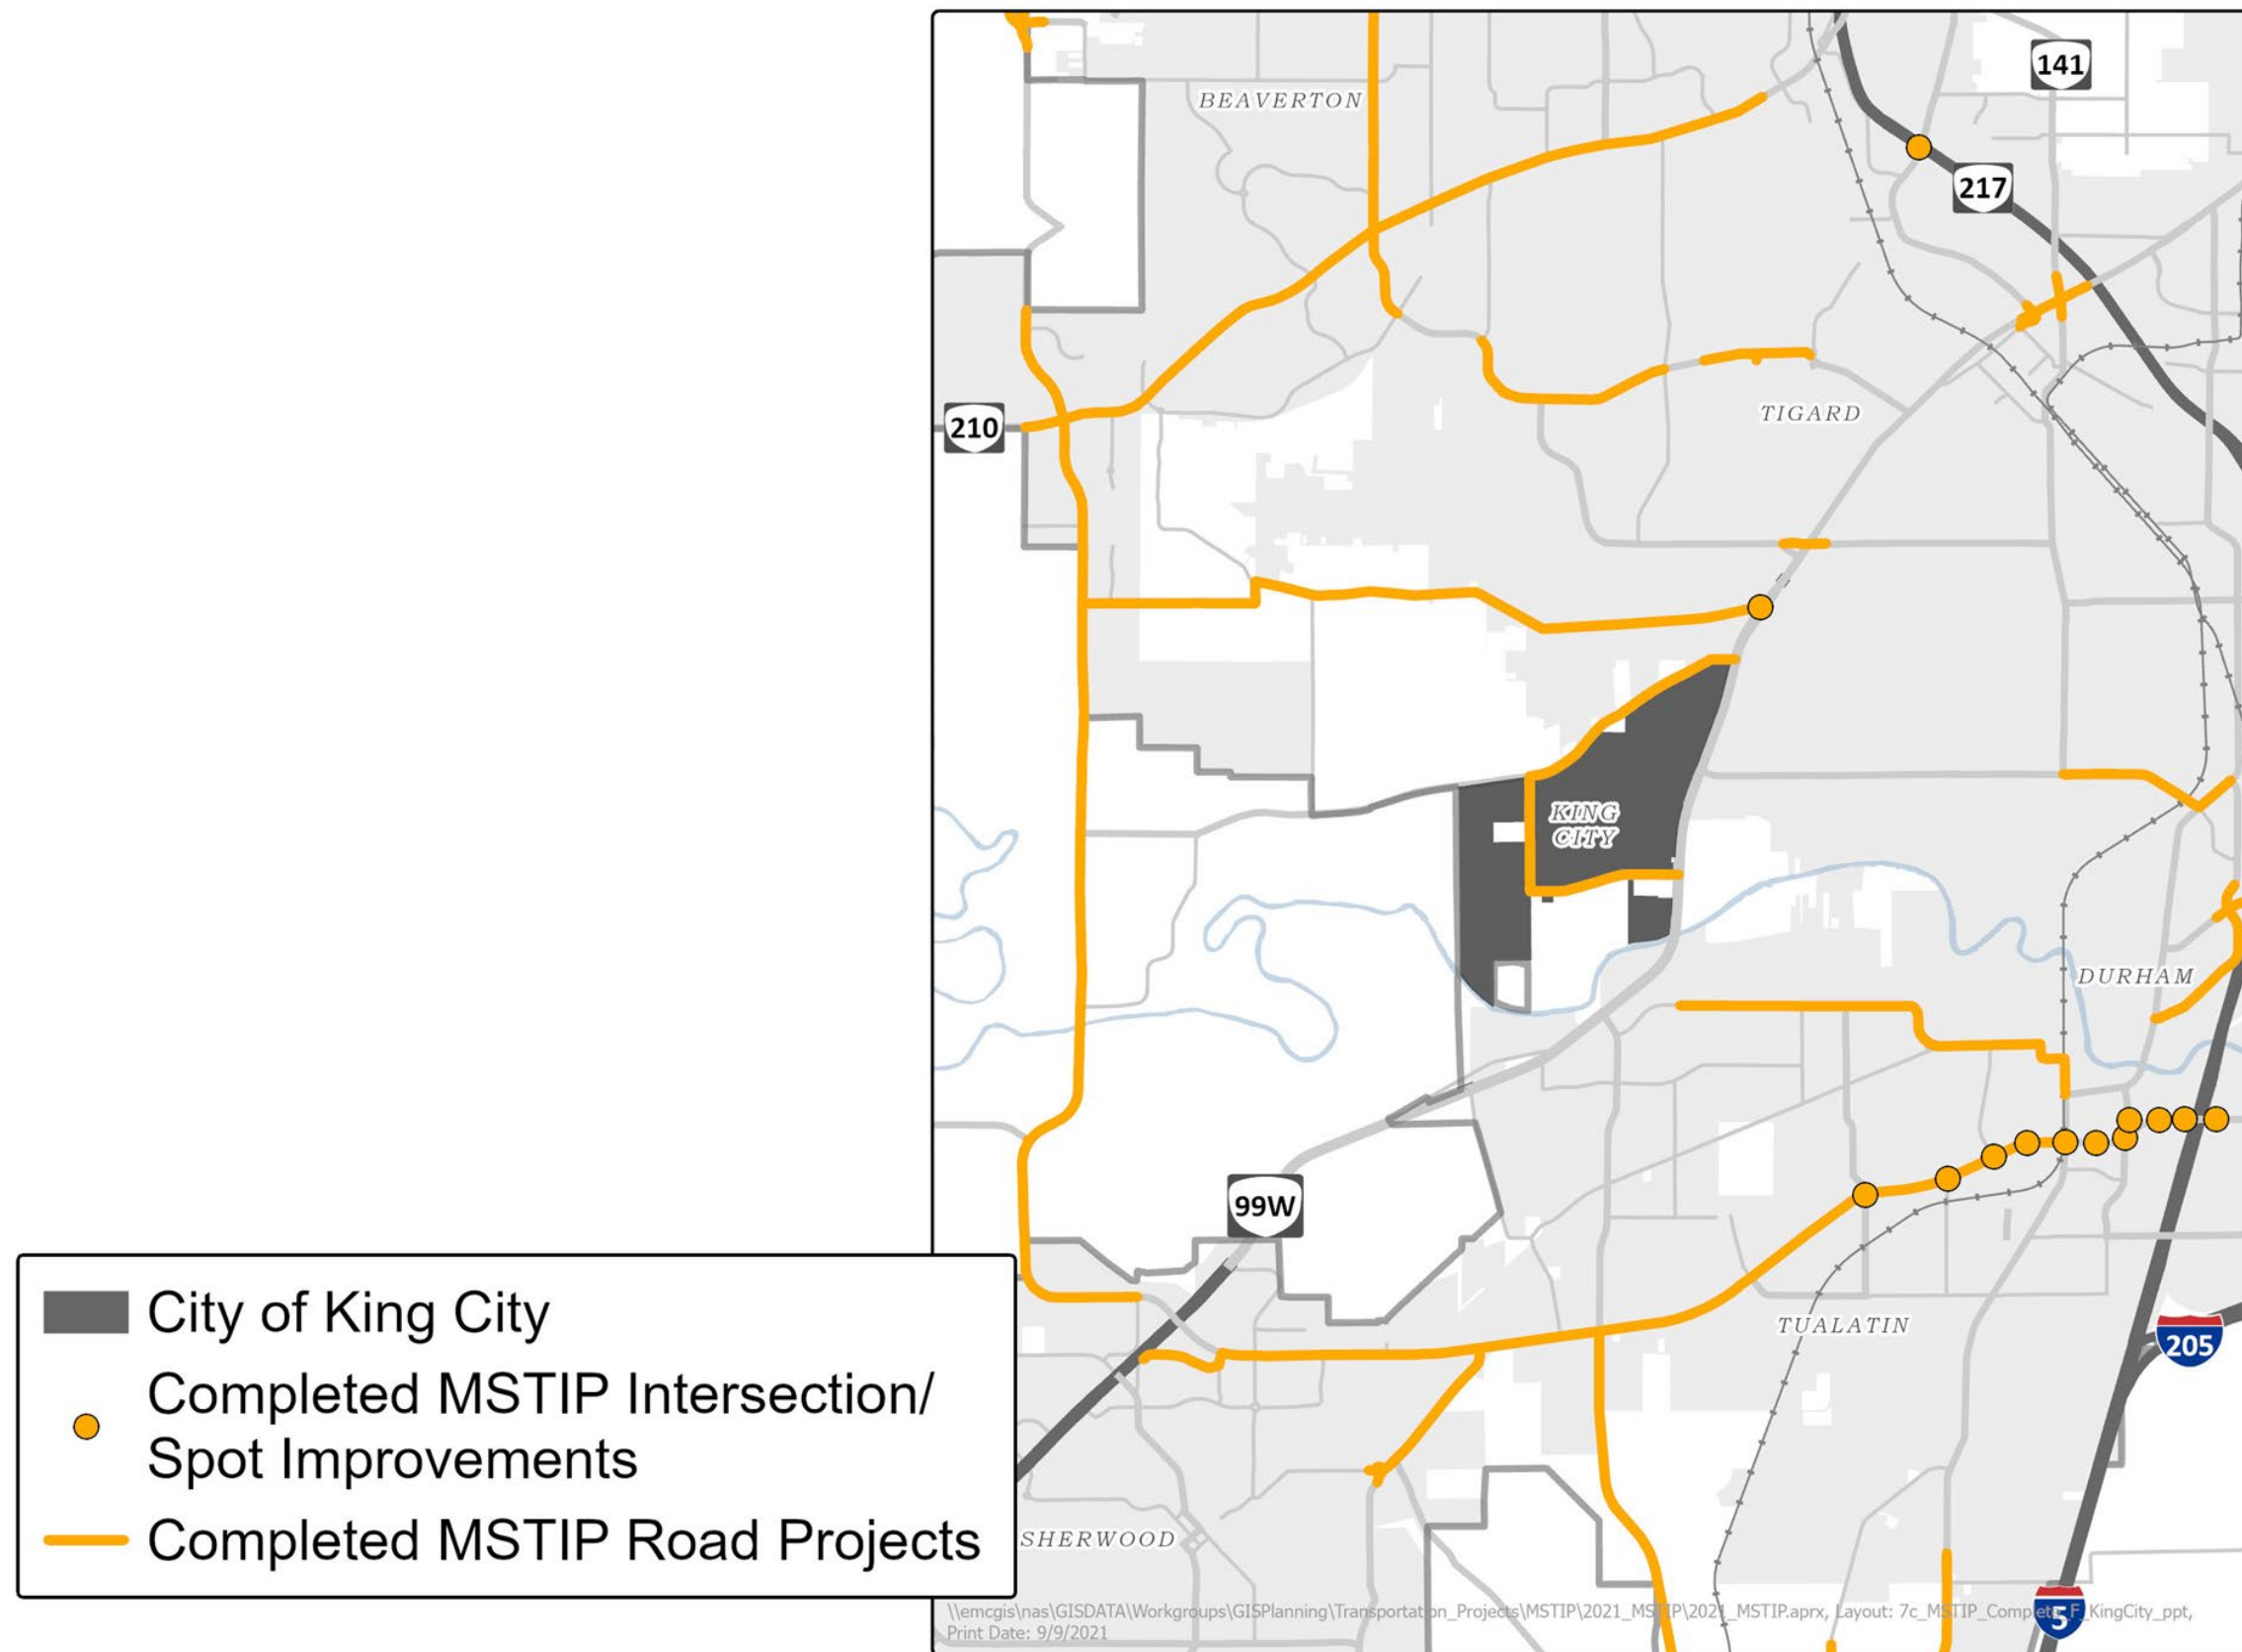 141
BEAVERTON
217
TIGARD
210
KING
CITY
DURHAM
99W
TUALATIN
205
City of King City
Completed MSTIP Intersection/
Spot Improvements
Completed MSTIP Road Projects
SHERWOOD
\\emcgis\nas\GISDATA\Workgroups\GISPlanning\Transportation_Projects\MSTIP\2021_MSTIP\2021_MSTIP.aprx, Layout: 7c_MSTIP_Complete_F_KingCity_ppt,
Print Date: 9/9/2021
5